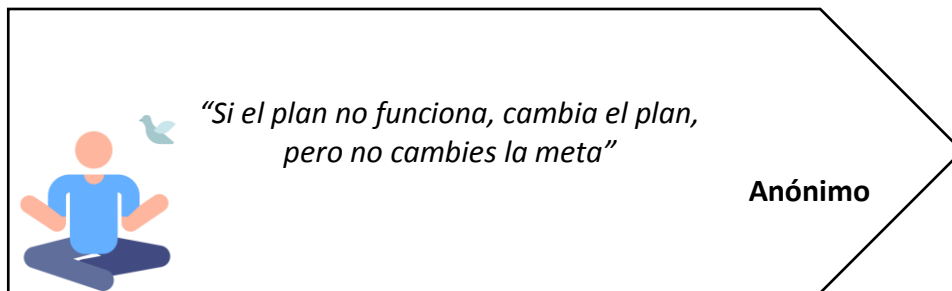 “Si el plan no funciona, cambia el plan,
pero no cambies la meta”
Anónimo